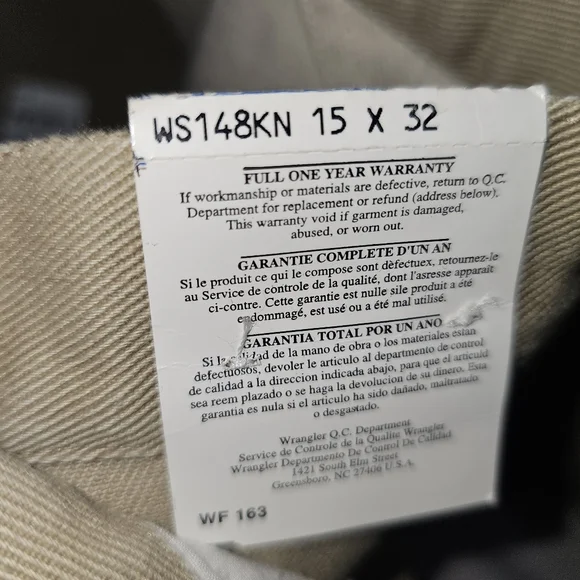 WS148KN 15 X 32
FULL ONE YEAR WARRANTY
If workmanship or materials are defective, return to Q.C.
Department for replacement or refund (address below).
This warranty void if garment is damaged,
abused, or worn out.
GARANTIE COMPLETE D'UN AN
Si le produit ce qui le compose sont dèfectuex, retournez-le
au Service de controle de la qualité, dont l'asresse apparaît
ci-contre. Cette garantie est nulle sile produit a été
endommagé, est usé ou a été mal utilisé.
GARANTIA TOTAL POR UN ANO
Si la calidad de la mano de obra o los materiales estan
defectuosos, devoler le articulo al departmento de control
de calidad a la direccion indicada abajo, para que el articuld
sea reem plazado o se haga la devolucion de su dinero. Esta
garantia es nula si el articulo ha sido dañado, maltratado
o desgastado.
Wrangler Q.C. Department
Service de Controle de la Qualite Wrangler
Wrangler Departmento De Control De Calidad
1421 South Elm Street
Greensboro, NC 27406 U.S.A.
WF 163